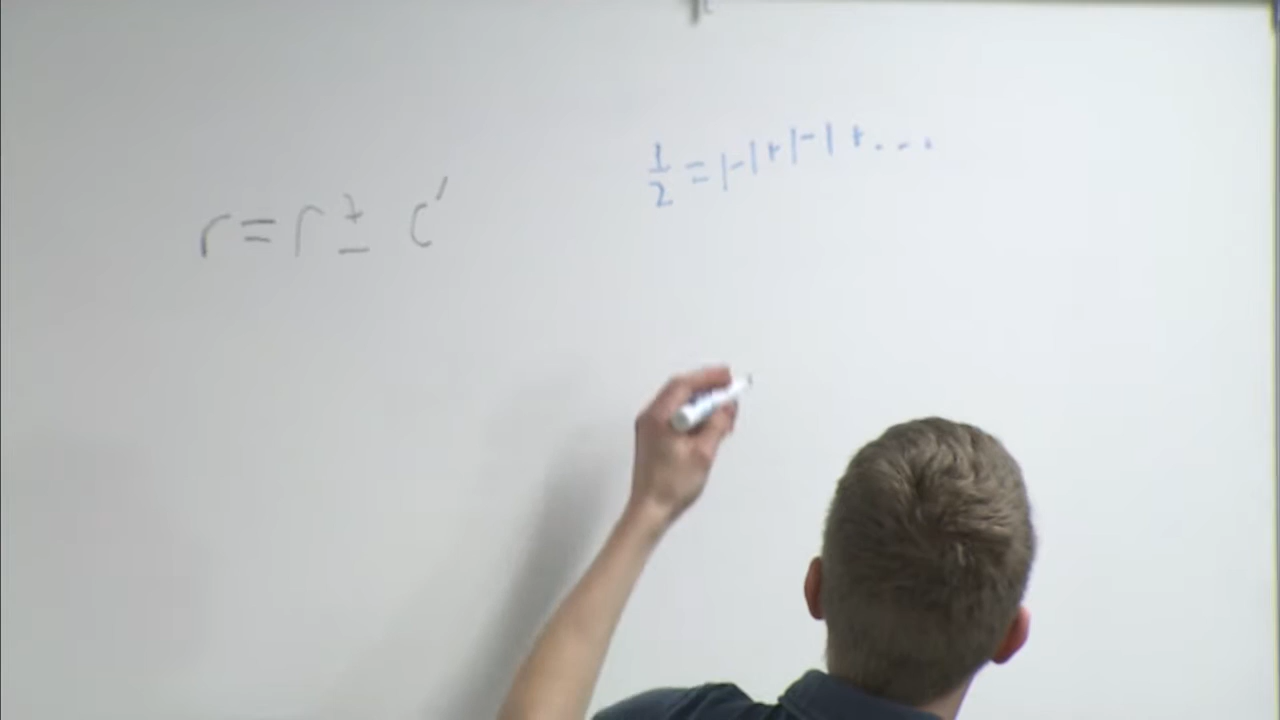 r = r ± c'
1/2 = 1-1+1-1+...